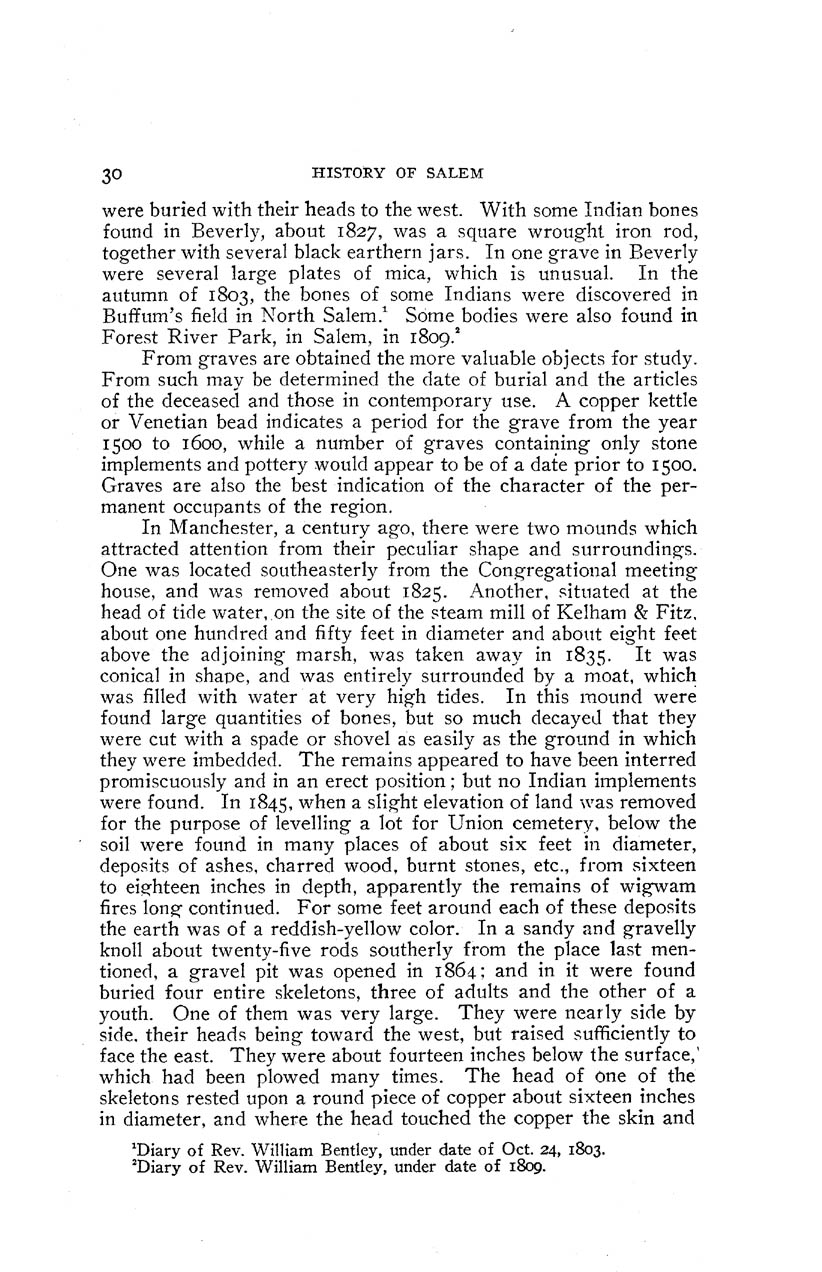 30 HISTORY OF SALEM
were buried with their heads to the west. With some Indian bones
found in Beverly, about 1827, was a square wrought iron rod,
together with several black earthern jars. In one grave in Beverly
were several large plates of mica, which is unusual. In the
autumn of 1803, the bones of some Indians were discovered in
Buffum's field in North Salem.¹ Some bodies were also found in
Forest River Park, in Salem, in 1809.²
From graves are obtained the more valuable objects for study.
From such may be determined the date of burial and the articles
of the deceased and those in contemporary use. A copper kettle
or Venetian bead indicates a period for the grave from the year
1500 to 1600, while a number of graves containing only stone
implements and pottery would appear to be of a date prior to 1500.
Graves are also the best indication of the character of the per-
manent occupants of the region.
In Manchester, a century ago, there were two mounds which
attracted attention from their peculiar shape and surroundings.
One was located southeasterly from the Congregational meeting
house, and was removed about 1825. Another, situated at the
head of tide water, on the site of the steam mill of Kelham & Fitz,
about one hundred and fifty feet in diameter and about eight feet
above the adjoining marsh, was taken away in 1835. It was
conical in shape, and was entirely surrounded by a moat, which
was filled with water at very high tides. In this mound were
found large quantities of bones, but so much decayed that they
were cut with a spade or shovel as easily as the ground in which
they were imbedded. The remains appeared to have been interred
promiscuously and in an erect position; but no Indian implements
were found. In 1845, when a slight elevation of land was removed
for the purpose of levelling a lot for Union cemetery, below the
soil were found in many places of about six feet in diameter,
deposits of ashes, charred wood, burnt stones, etc., from sixteen
to eighteen inches in depth, apparently the remains of wigwam
fires long continued. For some feet around each of these deposits
the earth was of a reddish-yellow color. In a sandy and gravelly
knoll about twenty-five rods southerly from the place last men-
tioned, a gravel pit was opened in 1864; and in it were found
buried four entire skeletons, three of adults and the other of a
youth. One of them was very large. They were nearly side by
side, their heads being toward the west, but raised sufficiently to
face the east. They were about fourteen inches below the surface,
which had been plowed many times. The head of one of the
skeletons rested upon a round piece of copper about sixteen inches
in diameter, and where the head touched the copper the skin and
¹Diary of Rev. William Bentley, under date of Oct. 24, 1803.
²Diary of Rev. William Bentley, under date of 1809.